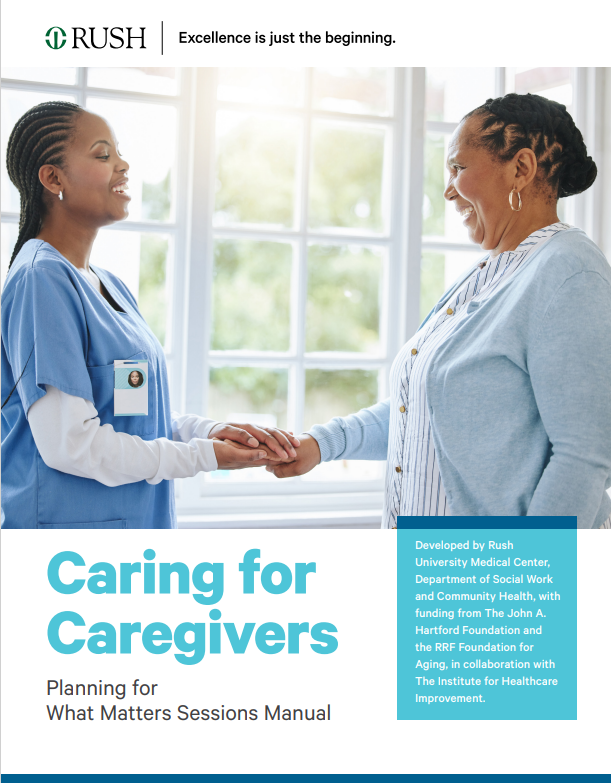 RUSH
Excellence is just the beginning.
Caring for
Caregivers
Planning for
What Matters Sessions Manual
Developed by Rush
University Medical Center,
Department of Social Work
and Community Health, with
funding from The John A.
Hartford Foundation and
the RRF Foundation for
Aging, in collaboration with
The Institute for Healthcare
Improvement.